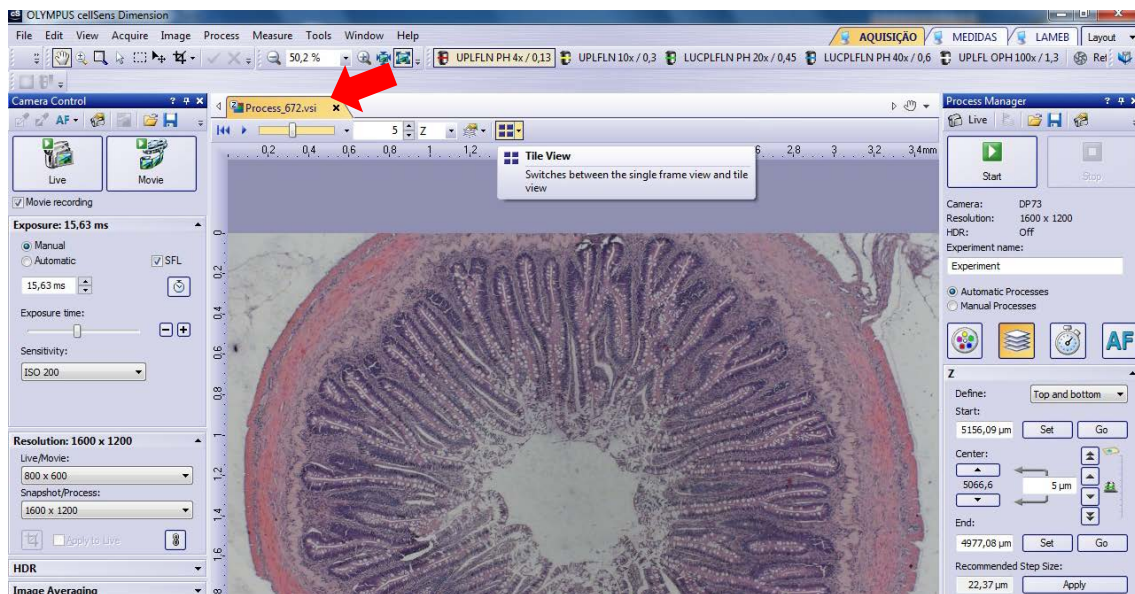 cS OLYMPUS cellSens Dimension
File Edit View Acquire Image Process Measure Tools Window Help
AQUISIÇÃO MEDIDAS LAMEB Layout
50,2 % UPLFLN PH 4x / 0,13 UPLFLN 10x / 0,3 LUCPLFLN PH 20x / 0,45 LUCPLFLN PH 40x / 0,6 UPLFL OPH 100x / 1,3 Rel
Camera Control
AF
Live Movie
Movie recording
Exposure: 15,63 ms
Manual
Automatic SFL
15,63 ms
Exposure time:
Sensitivity:
ISO 200
Resolution: 1600 x 1200
Live/Movie:
800 x 600
Snapshot/Process:
1600 x 1200
Apply to Live
HDR
Image Averaging
Process_672.vsi
5 Z
0,2 0,4 0,6 0,8 1 1,2 2,8 3 3,2 3,4mm
Tile View
Switches between the single frame view and tile
view
0
0,2
0,4
0,6
0,8
1
1,2
1,4
1,6
Process Manager
Live
Start Stop
Camera: DP73
Resolution: 1600 x 1200
HDR: Off
Experiment name:
Experiment
Automatic Processes
Manual Processes
AF
Z
Define: Top and bottom
Start:
5156,09 µm Set Go
Center:
5066,6 5 µm
End:
4977,08 µm Set Go
Recommended Step Size:
22,37 µm Apply